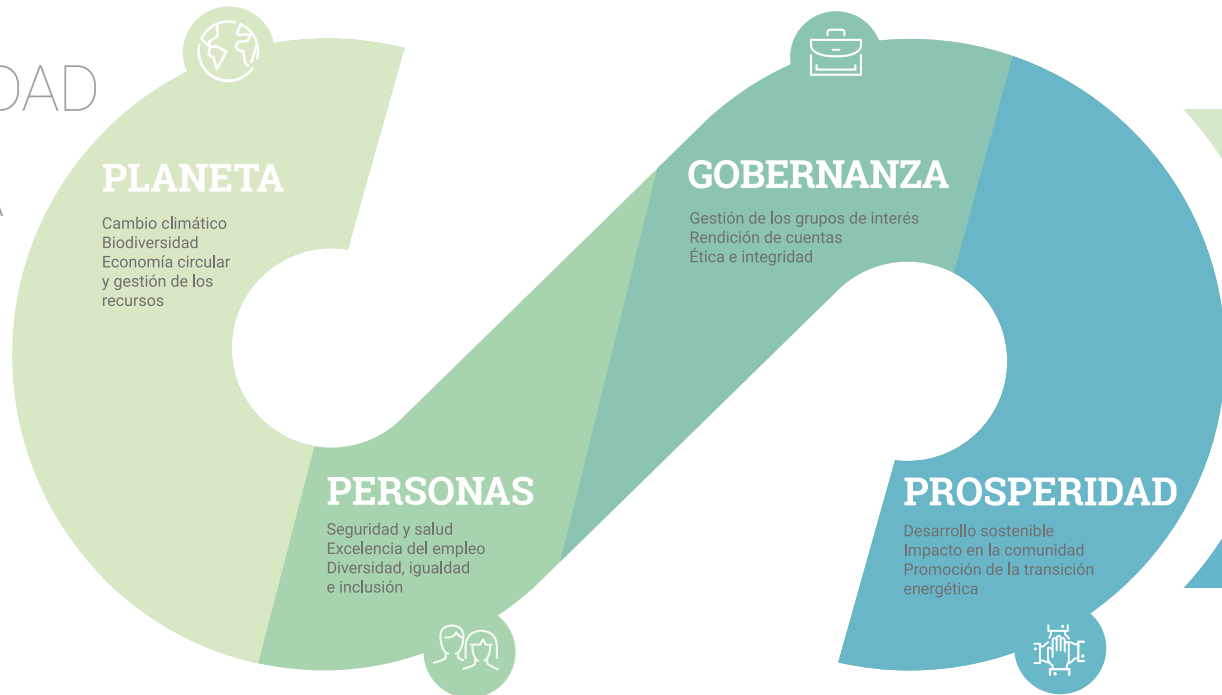 PLANETA
Cambio climático
Biodiversidad
Economía circular
y gestión de los
recursos
PERSONAS
Seguridad y salud
Excelencia del empleo
Diversidad, igualdad
e inclusión
GOBERNANZA
Gestión de los grupos de interés
Rendición de cuentas
Ética e integridad
PROSPERIDAD
Desarrollo sostenible
Impacto en la comunidad
Promoción de la transición
energética